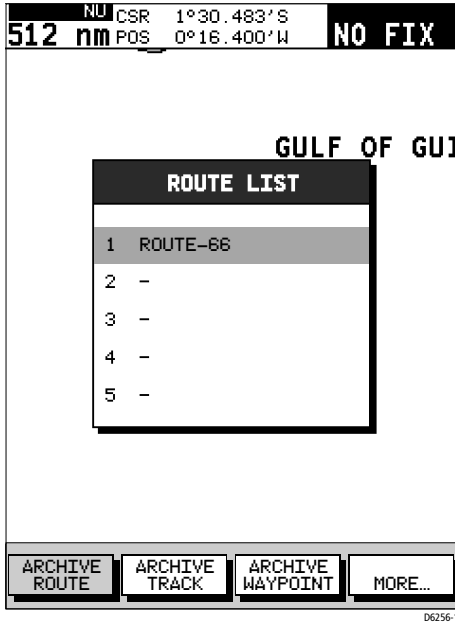 NU
512 nm
CSR 1°30.483'S
POS 0°16.400'W
NO FIX
GULF OF GUI
ROUTE LIST
1 ROUTE-66
2 -
3 -
4 -
5 -
ARCHIVE ROUTE
ARCHIVE TRACK
ARCHIVE WAYPOINT
MORE...
D6256-